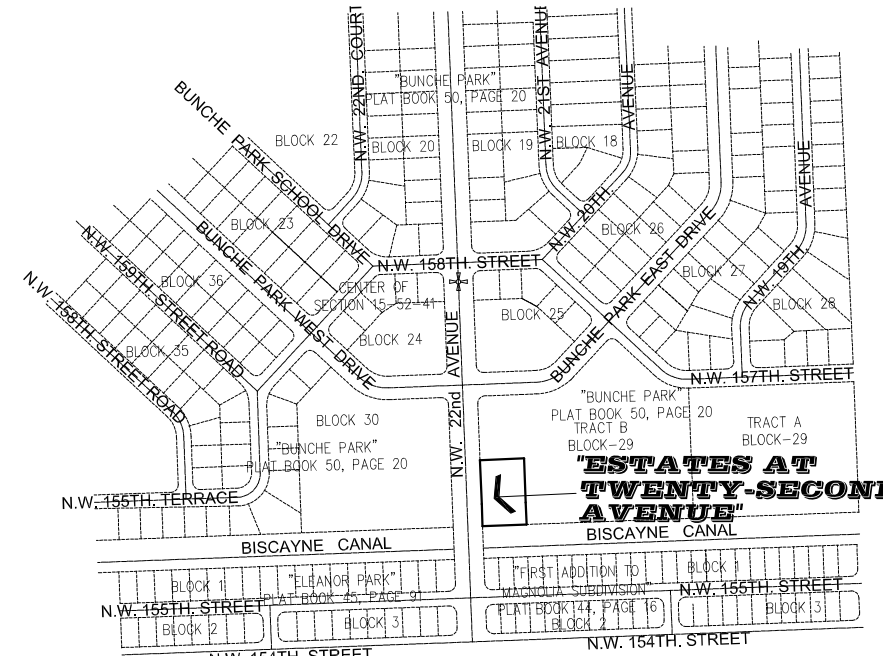 N.W. 22ND. COURT
N.W. 21ST AVENUE
AVENUE
"BUNCHE PARK"
PLAT BOOK 50, PAGE 20
BUNCHE PARK SCHOOL DRIVE
BLOCK 22
BLOCK 20
BLOCK 19
BLOCK 18
AVENUE
N.W. 20TH.
BLOCK 23
BLOCK 26
BUNCHE PARK WEST DRIVE
N.W. 159TH. STREET ROAD
N.W. 158TH. STREET
BUNCHE PARK EAST DRIVE
BLOCK 27
N.W. 19TH.
BLOCK 36
CENTER OF
SECTION 15-52-41
N.W. 158TH. STREET ROAD
BLOCK 25
BLOCK 28
BLOCK 24
N.W. 22nd AVENUE
BLOCK 35
N.W. 157TH. STREET
"BUNCHE PARK"
PLAT BOOK 50, PAGE 20
TRACT B
BLOCK-29
TRACT A
BLOCK-29
BLOCK 30
"BUNCHE PARK"
PLAT BOOK 50, PAGE 20
"ESTATES AT
TWENTY-SECOND
AVENUE"
N.W. 155TH. TERRACE
BISCAYNE CANAL
BISCAYNE CANAL
BLOCK 1
"ELEANOR PARK"
PLAT BOOK 45, PAGE 91
"FIRST ADDITION TO
MAGNOLIA SUBDIVISION"
PLAT BOOK 44, PAGE 16
BLOCK 1
N.W. 155TH. STREET
N.W. 155TH. STREET
BLOCK 2
BLOCK 3
BLOCK 2
BLOCK 3
N.W. 154TH. STREET
N.W. 154TH. STREET